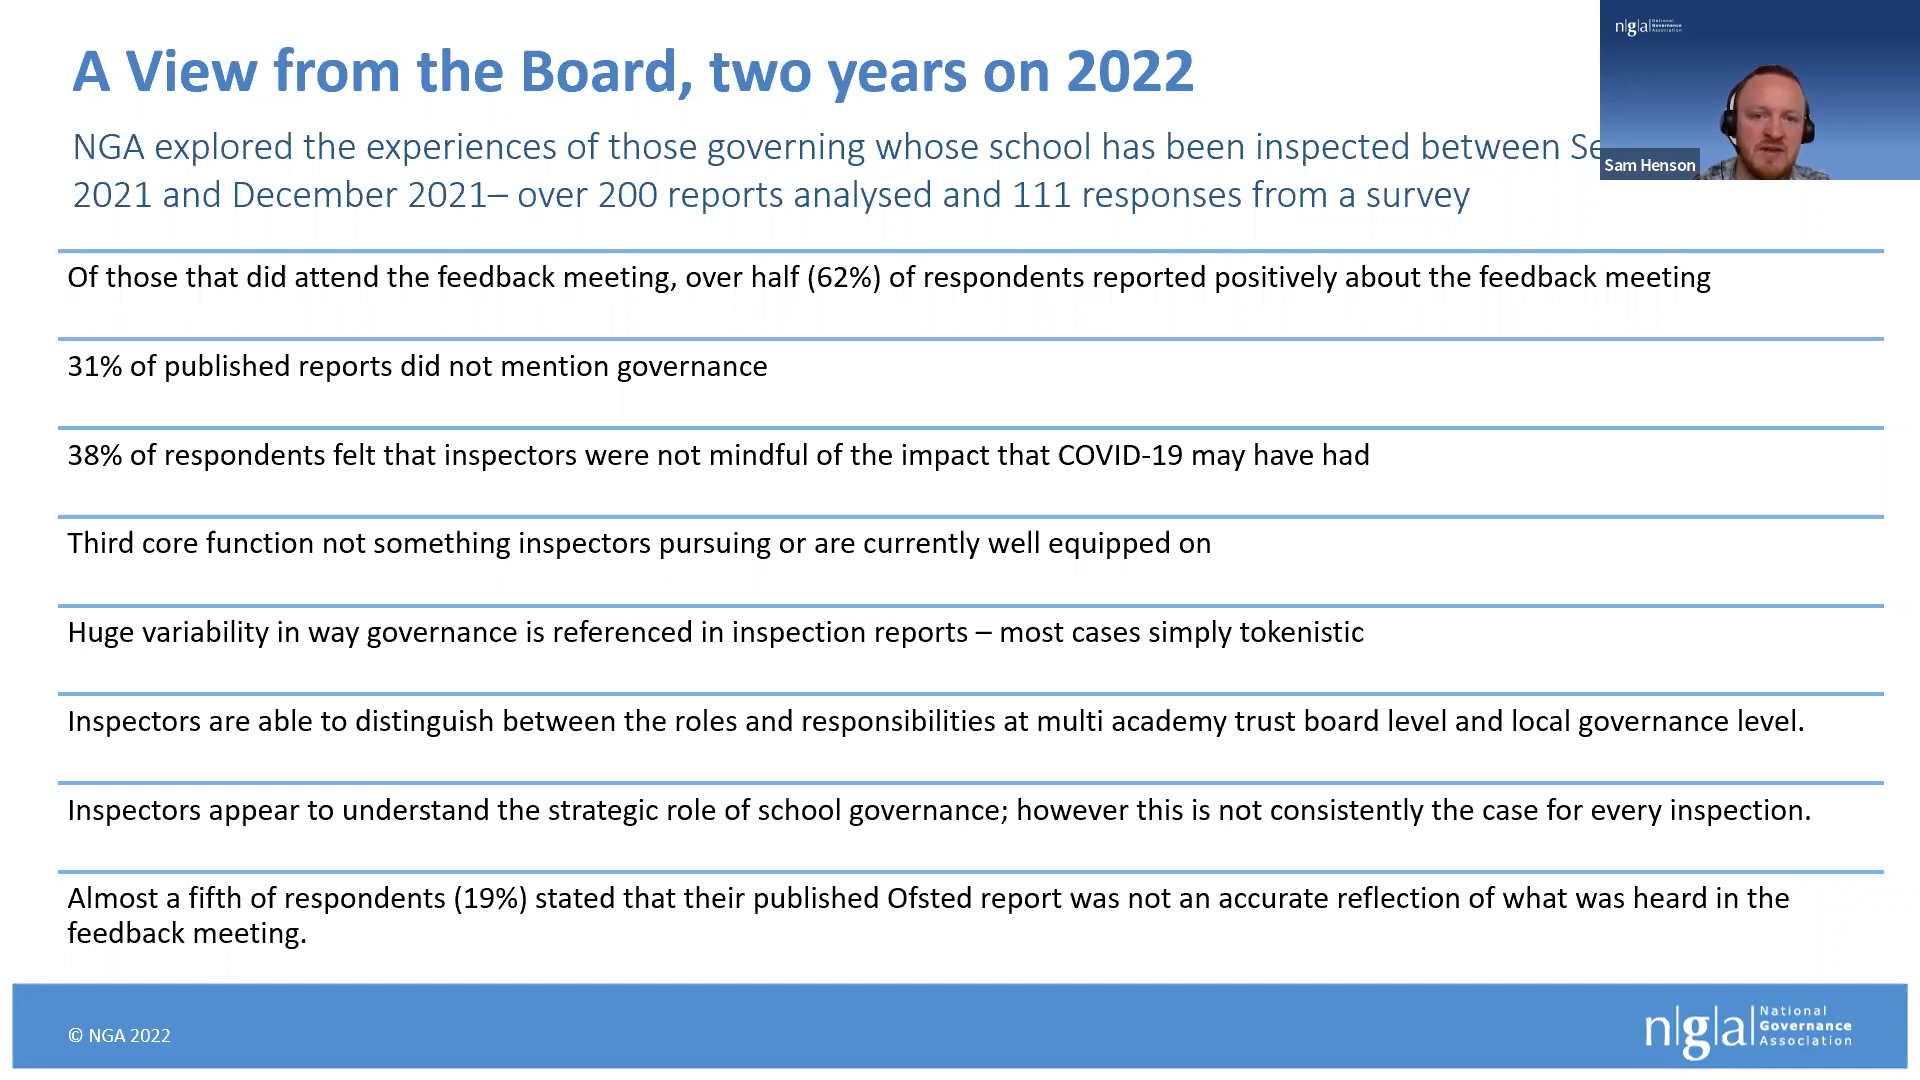 A View from the Board, two years on 2022
n|g|a| National Governance Association
NGA explored the experiences of those governing whose school has been inspected between Se
Sam Henson
2021 and December 2021– over 200 reports analysed and 111 responses from a survey
Of those that did attend the feedback meeting, over half (62%) of respondents reported positively about the feedback meeting
31% of published reports did not mention governance
38% of respondents felt that inspectors were not mindful of the impact that COVID-19 may have had
Third core function not something inspectors pursuing or are currently well equipped on
Huge variability in way governance is referenced in inspection reports – most cases simply tokenistic
Inspectors are able to distinguish between the roles and responsibilities at multi academy trust board level and local governance level.
Inspectors appear to understand the strategic role of school governance; however this is not consistently the case for every inspection.
Almost a fifth of respondents (19%) stated that their published Ofsted report was not an accurate reflection of what was heard in the
feedback meeting.
© NGA 2022
n|g|a|
National
Governance
Association